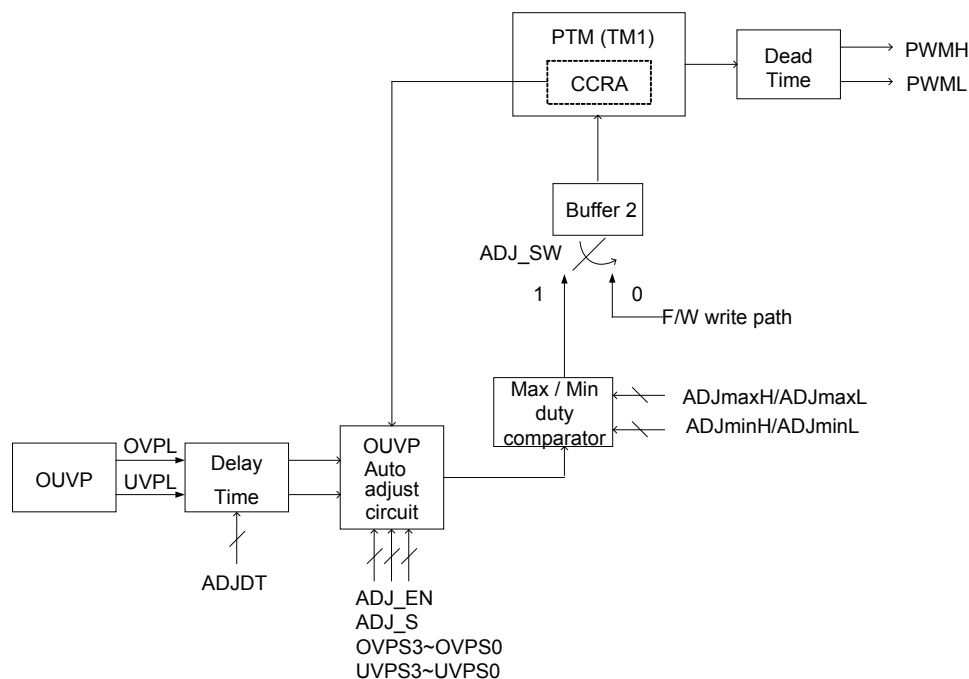 PTM (TM1)
CCRA
Dead
Time
PWMH
PWML
Buffer 2
ADJ_SW
1
0
F/W write path
Max / Min
duty
comparator
ADJmaxH/ADJmaxL
ADJminH/ADJminL
OUVP
OVPL
UVPL
Delay
Time
OUVP
Auto
adjust
circuit
ADJDT
ADJ_EN
ADJ_S
OVPS3~OVPS0
UVPS3~UVPS0